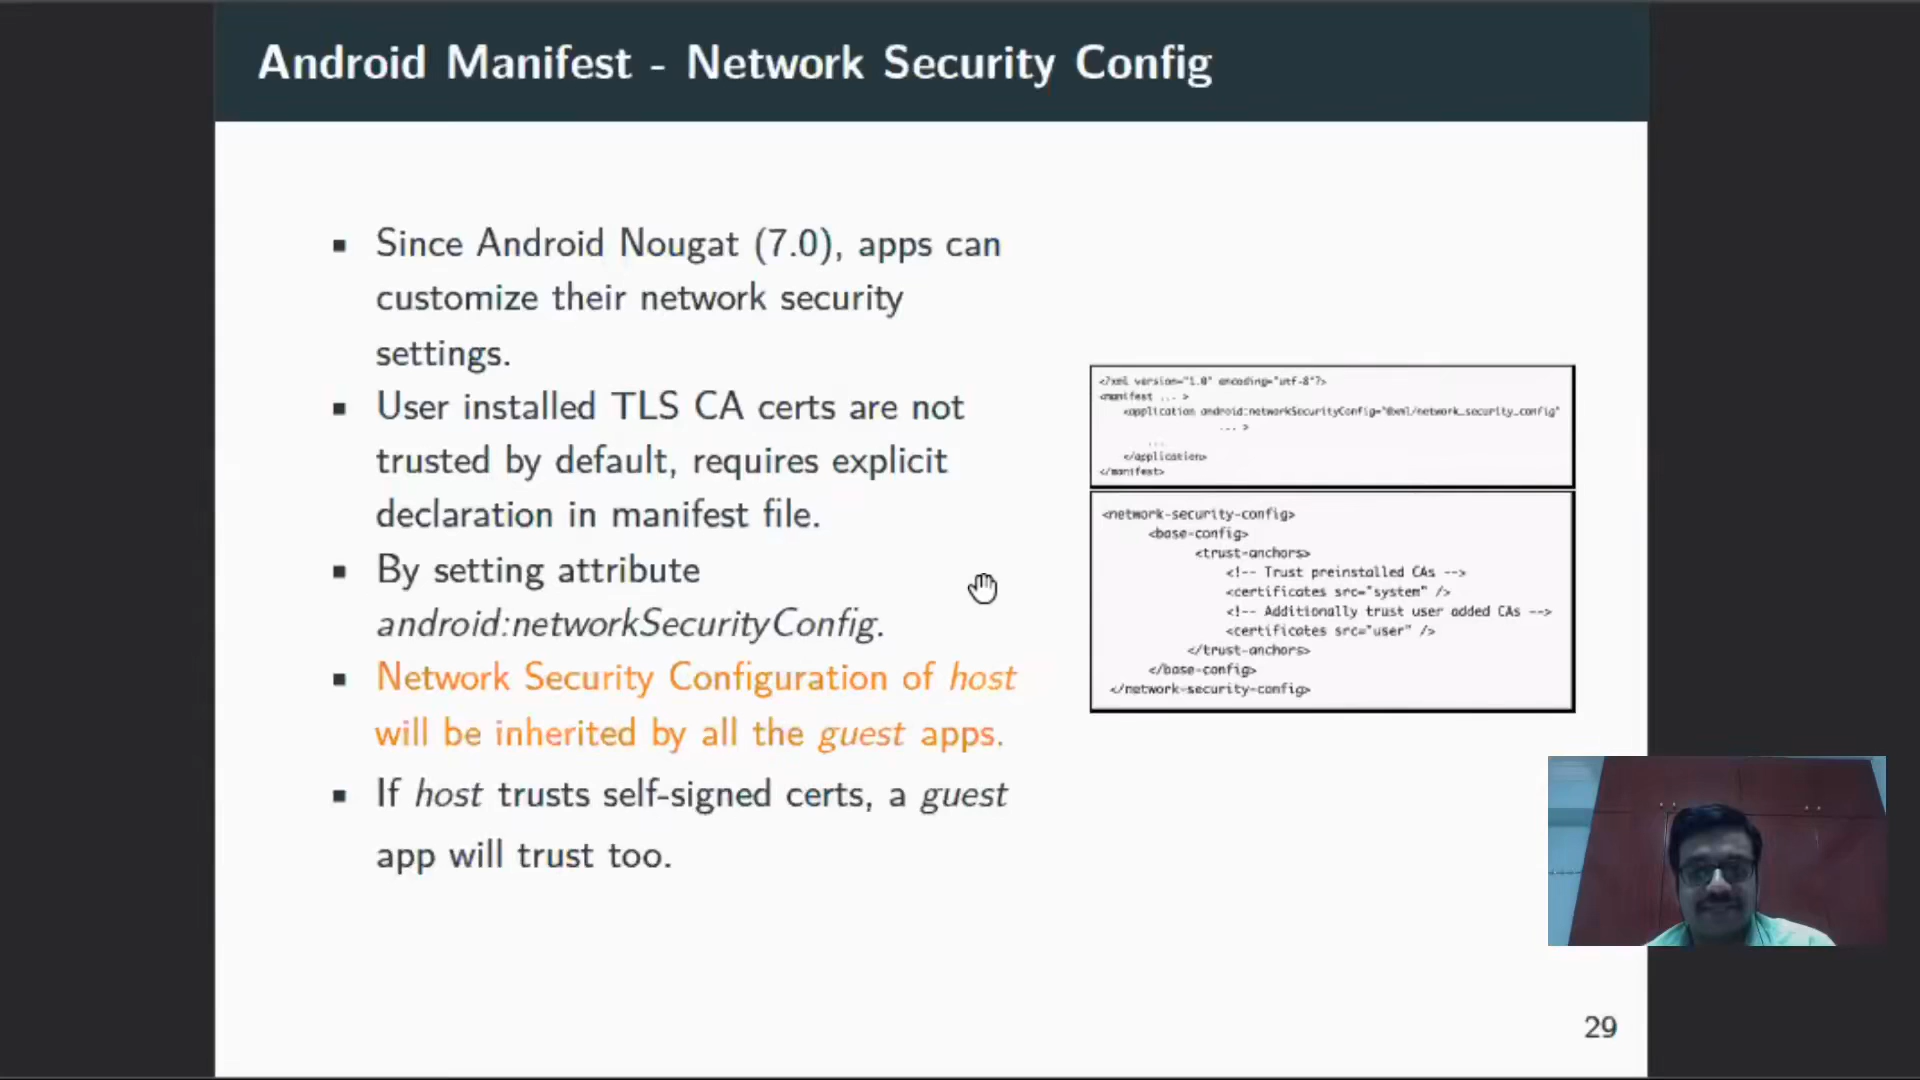 Android Manifest - Network Security Config
▪ Since Android Nougat (7.0), apps can
customize their network security
settings.
▪ User installed TLS CA certs are not
trusted by default, requires explicit
declaration in manifest file.
▪ By setting attribute
android:networkSecurityConfig.
▪ Network Security Configuration of host
will be inherited by all the guest apps.
▪ If host trusts self-signed certs, a guest
app will trust too.
<?xml version="1.0" encoding="utf-8"?>
<manifest ... >
<application android:networkSecurityConfig="@xml/network_security_config"
... >
...
</application>
</manifest>
<network-security-config>
<base-config>
<trust-anchors>
<!-- Trust preinstalled CAs -->
<certificates src="system" />
<!-- Additionally trust user added CAs -->
<certificates src="user" />
</trust-anchors>
</base-config>
</network-security-config>
29